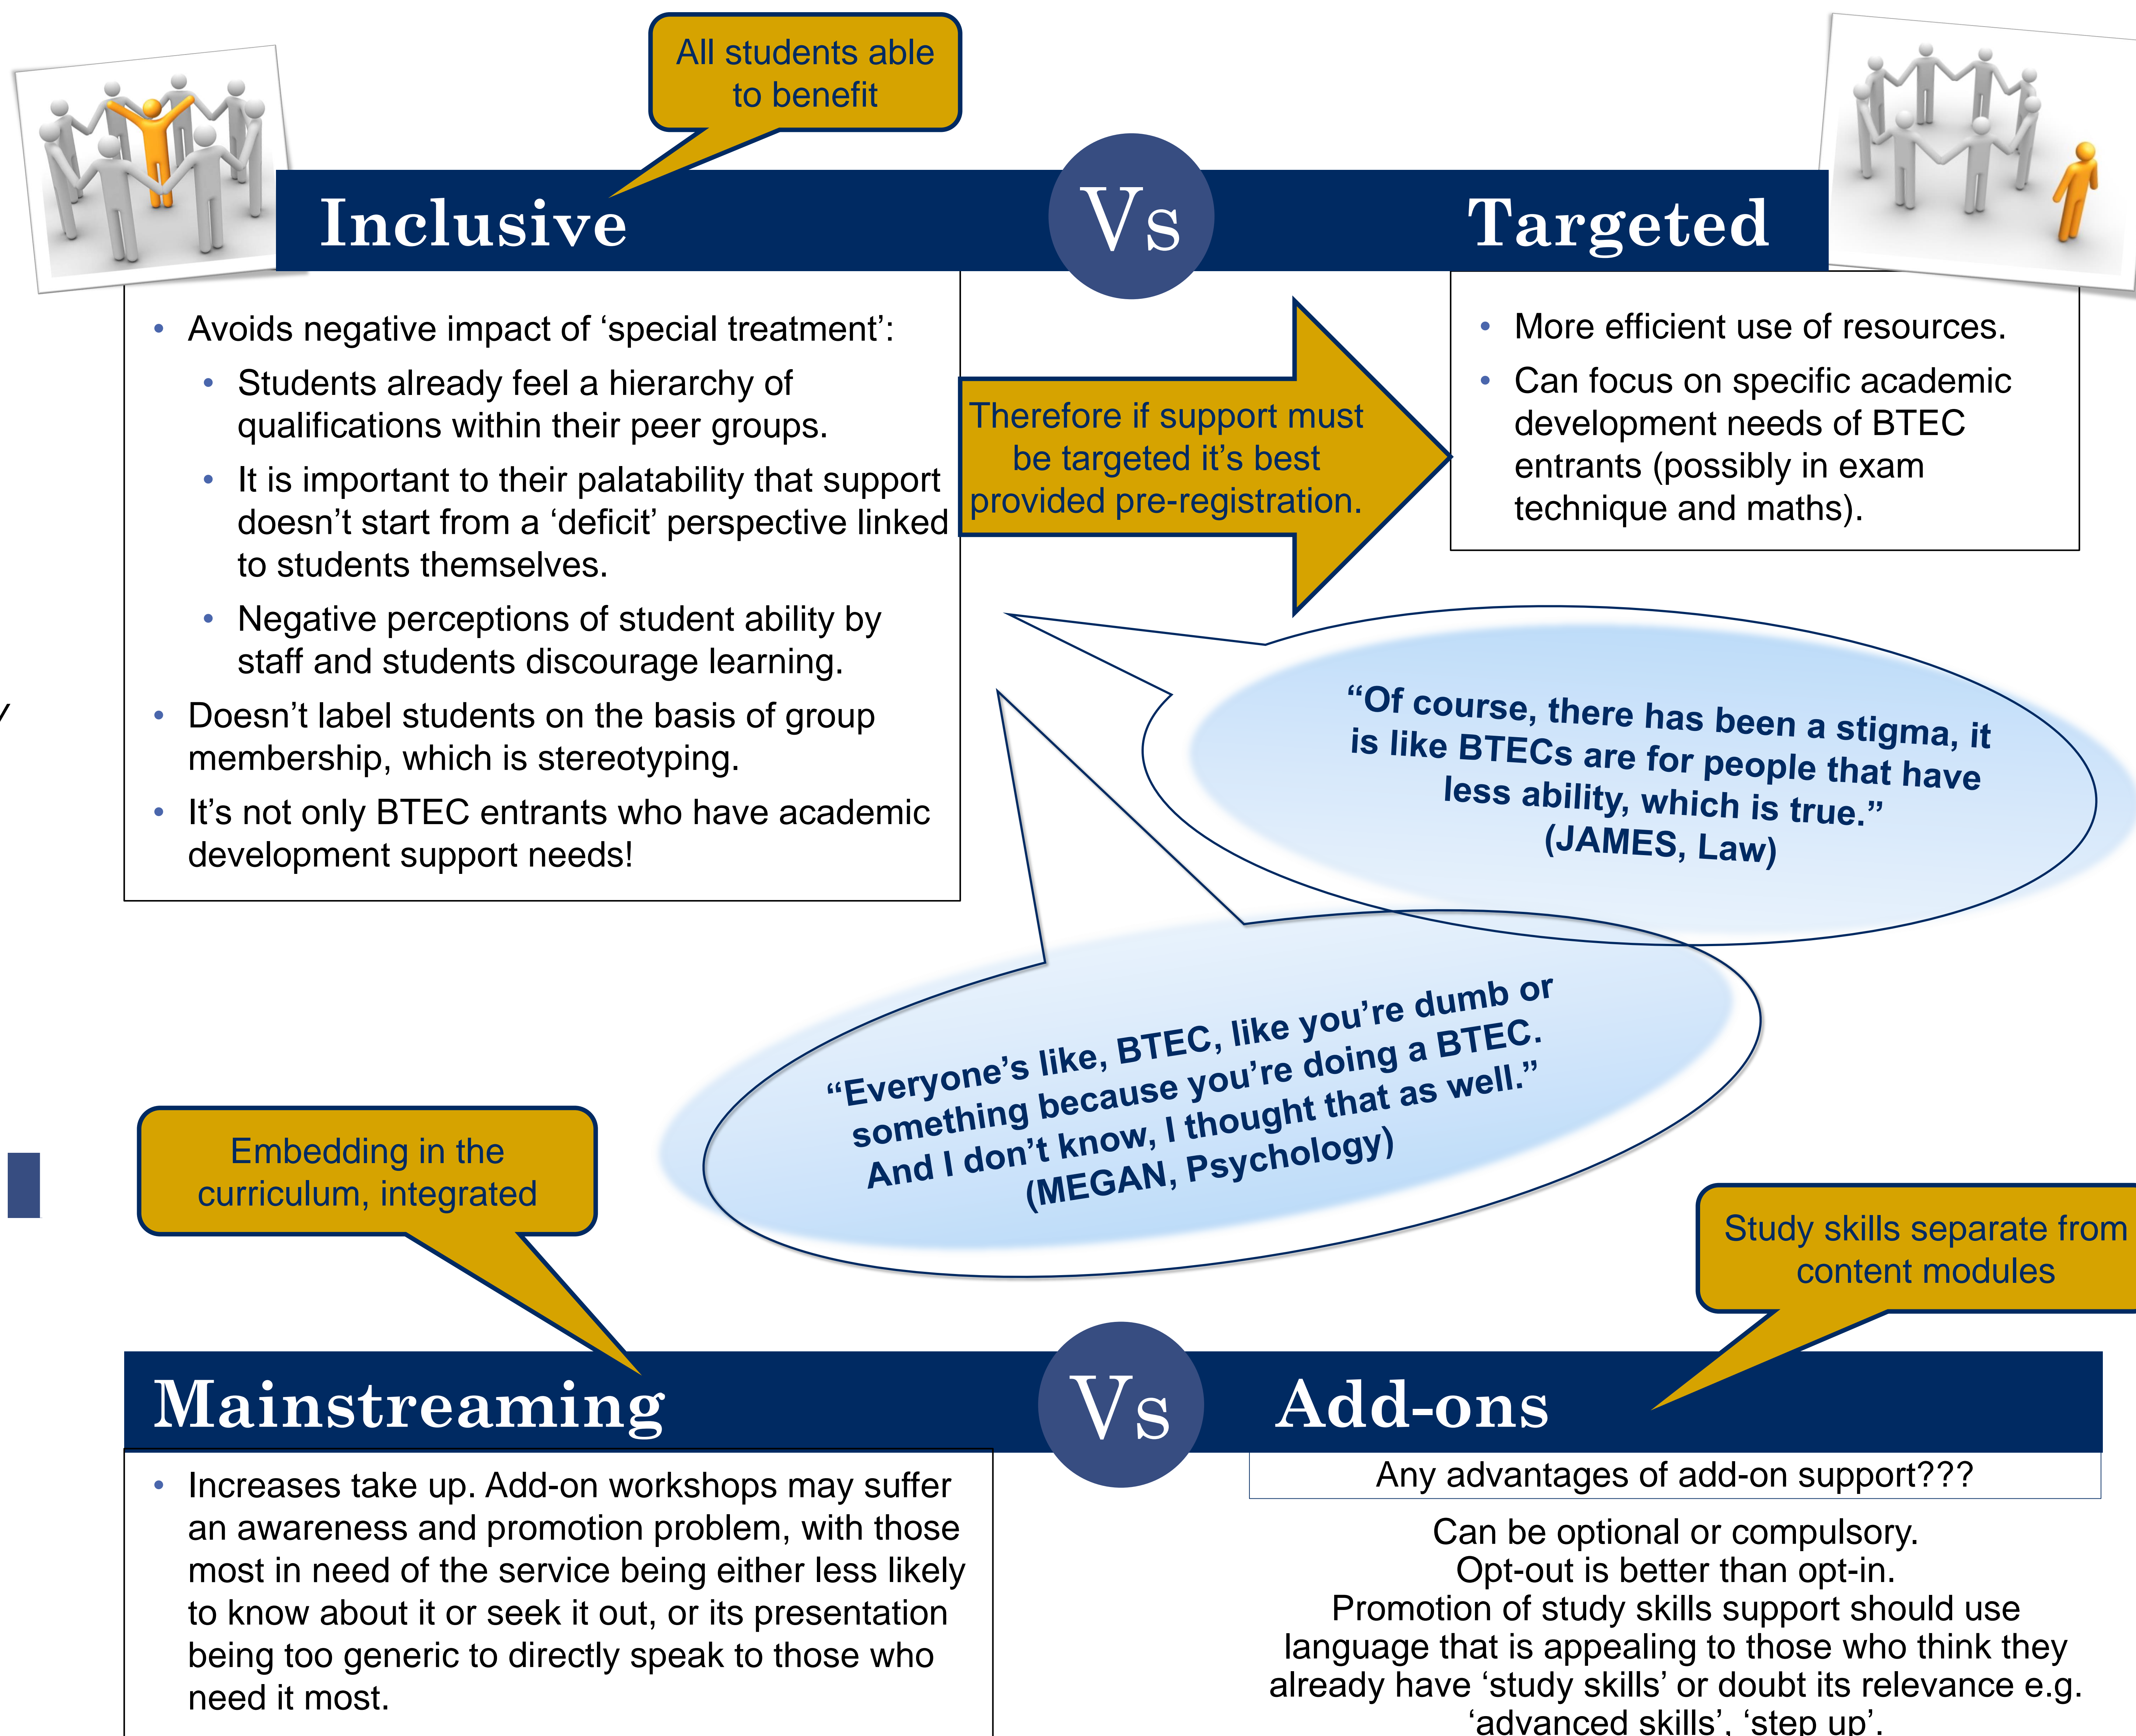 All students able
to benefit
Inclusive
Vs
Targeted
• Avoids negative impact of ‘special treatment’:
• Students already feel a hierarchy of
qualifications within their peer groups.
• It is important to their palatability that support
doesn’t start from a ‘deficit’ perspective linked
to students themselves.
• Negative perceptions of student ability by
staff and students discourage learning.
• Doesn’t label students on the basis of group
membership, which is stereotyping.
• It’s not only BTEC entrants who have academic
development support needs!
Therefore if support must
be targeted it’s best
provided pre-registration.
• More efficient use of resources.
• Can focus on specific academic
development needs of BTEC
entrants (possibly in exam
technique and maths).
“Of course, there has been a stigma, it
is like BTECs are for people that have
less ability, which is true.”
(JAMES, Law)
“Everyone’s like, BTEC, like you’re dumb or
something because you’re doing a BTEC.
And I don’t know, I thought that as well.”
(MEGAN, Psychology)
Embedding in the
curriculum, integrated
Study skills separate from
content modules
Mainstreaming
Vs
Add-ons
• Increases take up. Add-on workshops may suffer
an awareness and promotion problem, with those
most in need of the service being either less likely
to know about it or seek it out, or its presentation
being too generic to directly speak to those who
need it most.
Any advantages of add-on support???
Can be optional or compulsory.
Opt-out is better than opt-in.
Promotion of study skills support should use
language that is appealing to those who think they
already have ‘study skills’ or doubt its relevance e.g.
‘advanced skills’, ‘step up’.